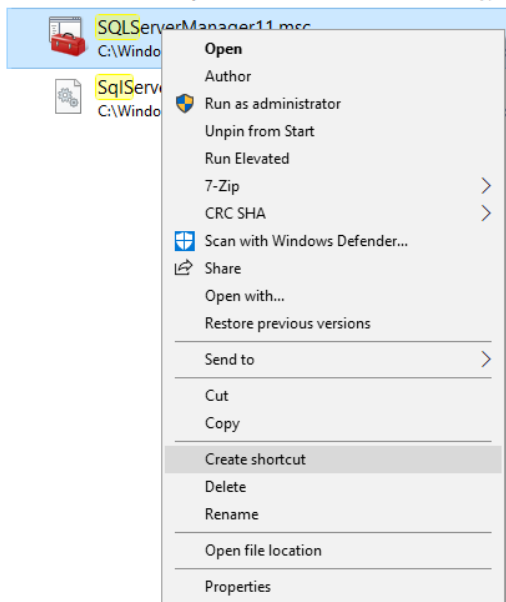 SQLServerManager11.msc
C:\Windo
Open
Author
SqlServ
Run as administrator
C:\Windo
Unpin from Start
Run Elevated
7-Zip
CRC SHA
Scan with Windows Defender...
Share
Open with...
Restore previous versions
Send to
Cut
Copy
Create shortcut
Delete
Rename
Open file location
Properties